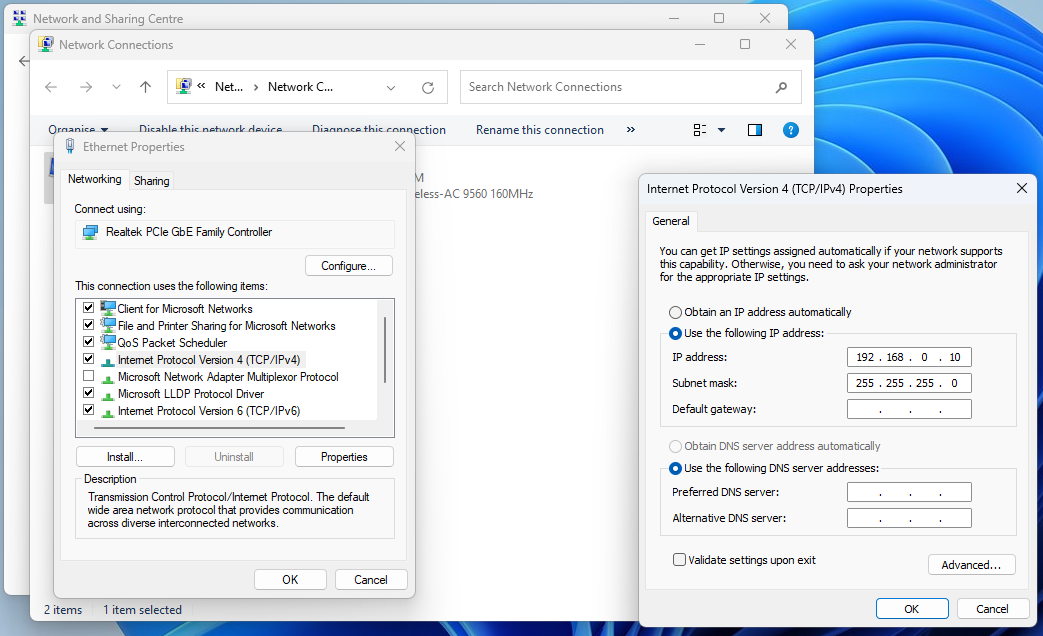 Network and Sharing Centre
Network Connections
« Net... › Network C...
Search Network Connections
Organise
Disable this network device
Diagnose this connection
Rename this connection
»
?
Ethernet Properties
Networking
Sharing
Connect using:
Realtek PCIe GbE Family Controller
Configure...
This connection uses the following items:
Client for Microsoft Networks
File and Printer Sharing for Microsoft Networks
QoS Packet Scheduler
Internet Protocol Version 4 (TCP/IPv4)
Microsoft Network Adapter Multiplexor Protocol
Microsoft LLDP Protocol Driver
Internet Protocol Version 6 (TCP/IPv6)
Install...
Uninstall
Properties
Description
Transmission Control Protocol/Internet Protocol. The default
wide area network protocol that provides communication
across diverse interconnected networks.
OK
Cancel
M
eless-AC 9560 160MHz
2 items
1 item selected
Internet Protocol Version 4 (TCP/IPv4) Properties
General
You can get IP settings assigned automatically if your network supports
this capability. Otherwise, you need to ask your network administrator
for the appropriate IP settings.
Obtain an IP address automatically
Use the following IP address:
IP address: 192 . 168 . 0 . 10
Subnet mask: 255 . 255 . 255 . 0
Default gateway: . . .
Obtain DNS server address automatically
Use the following DNS server addresses:
Preferred DNS server: . . .
Alternative DNS server: . . .
Validate settings upon exit
Advanced...
OK
Cancel